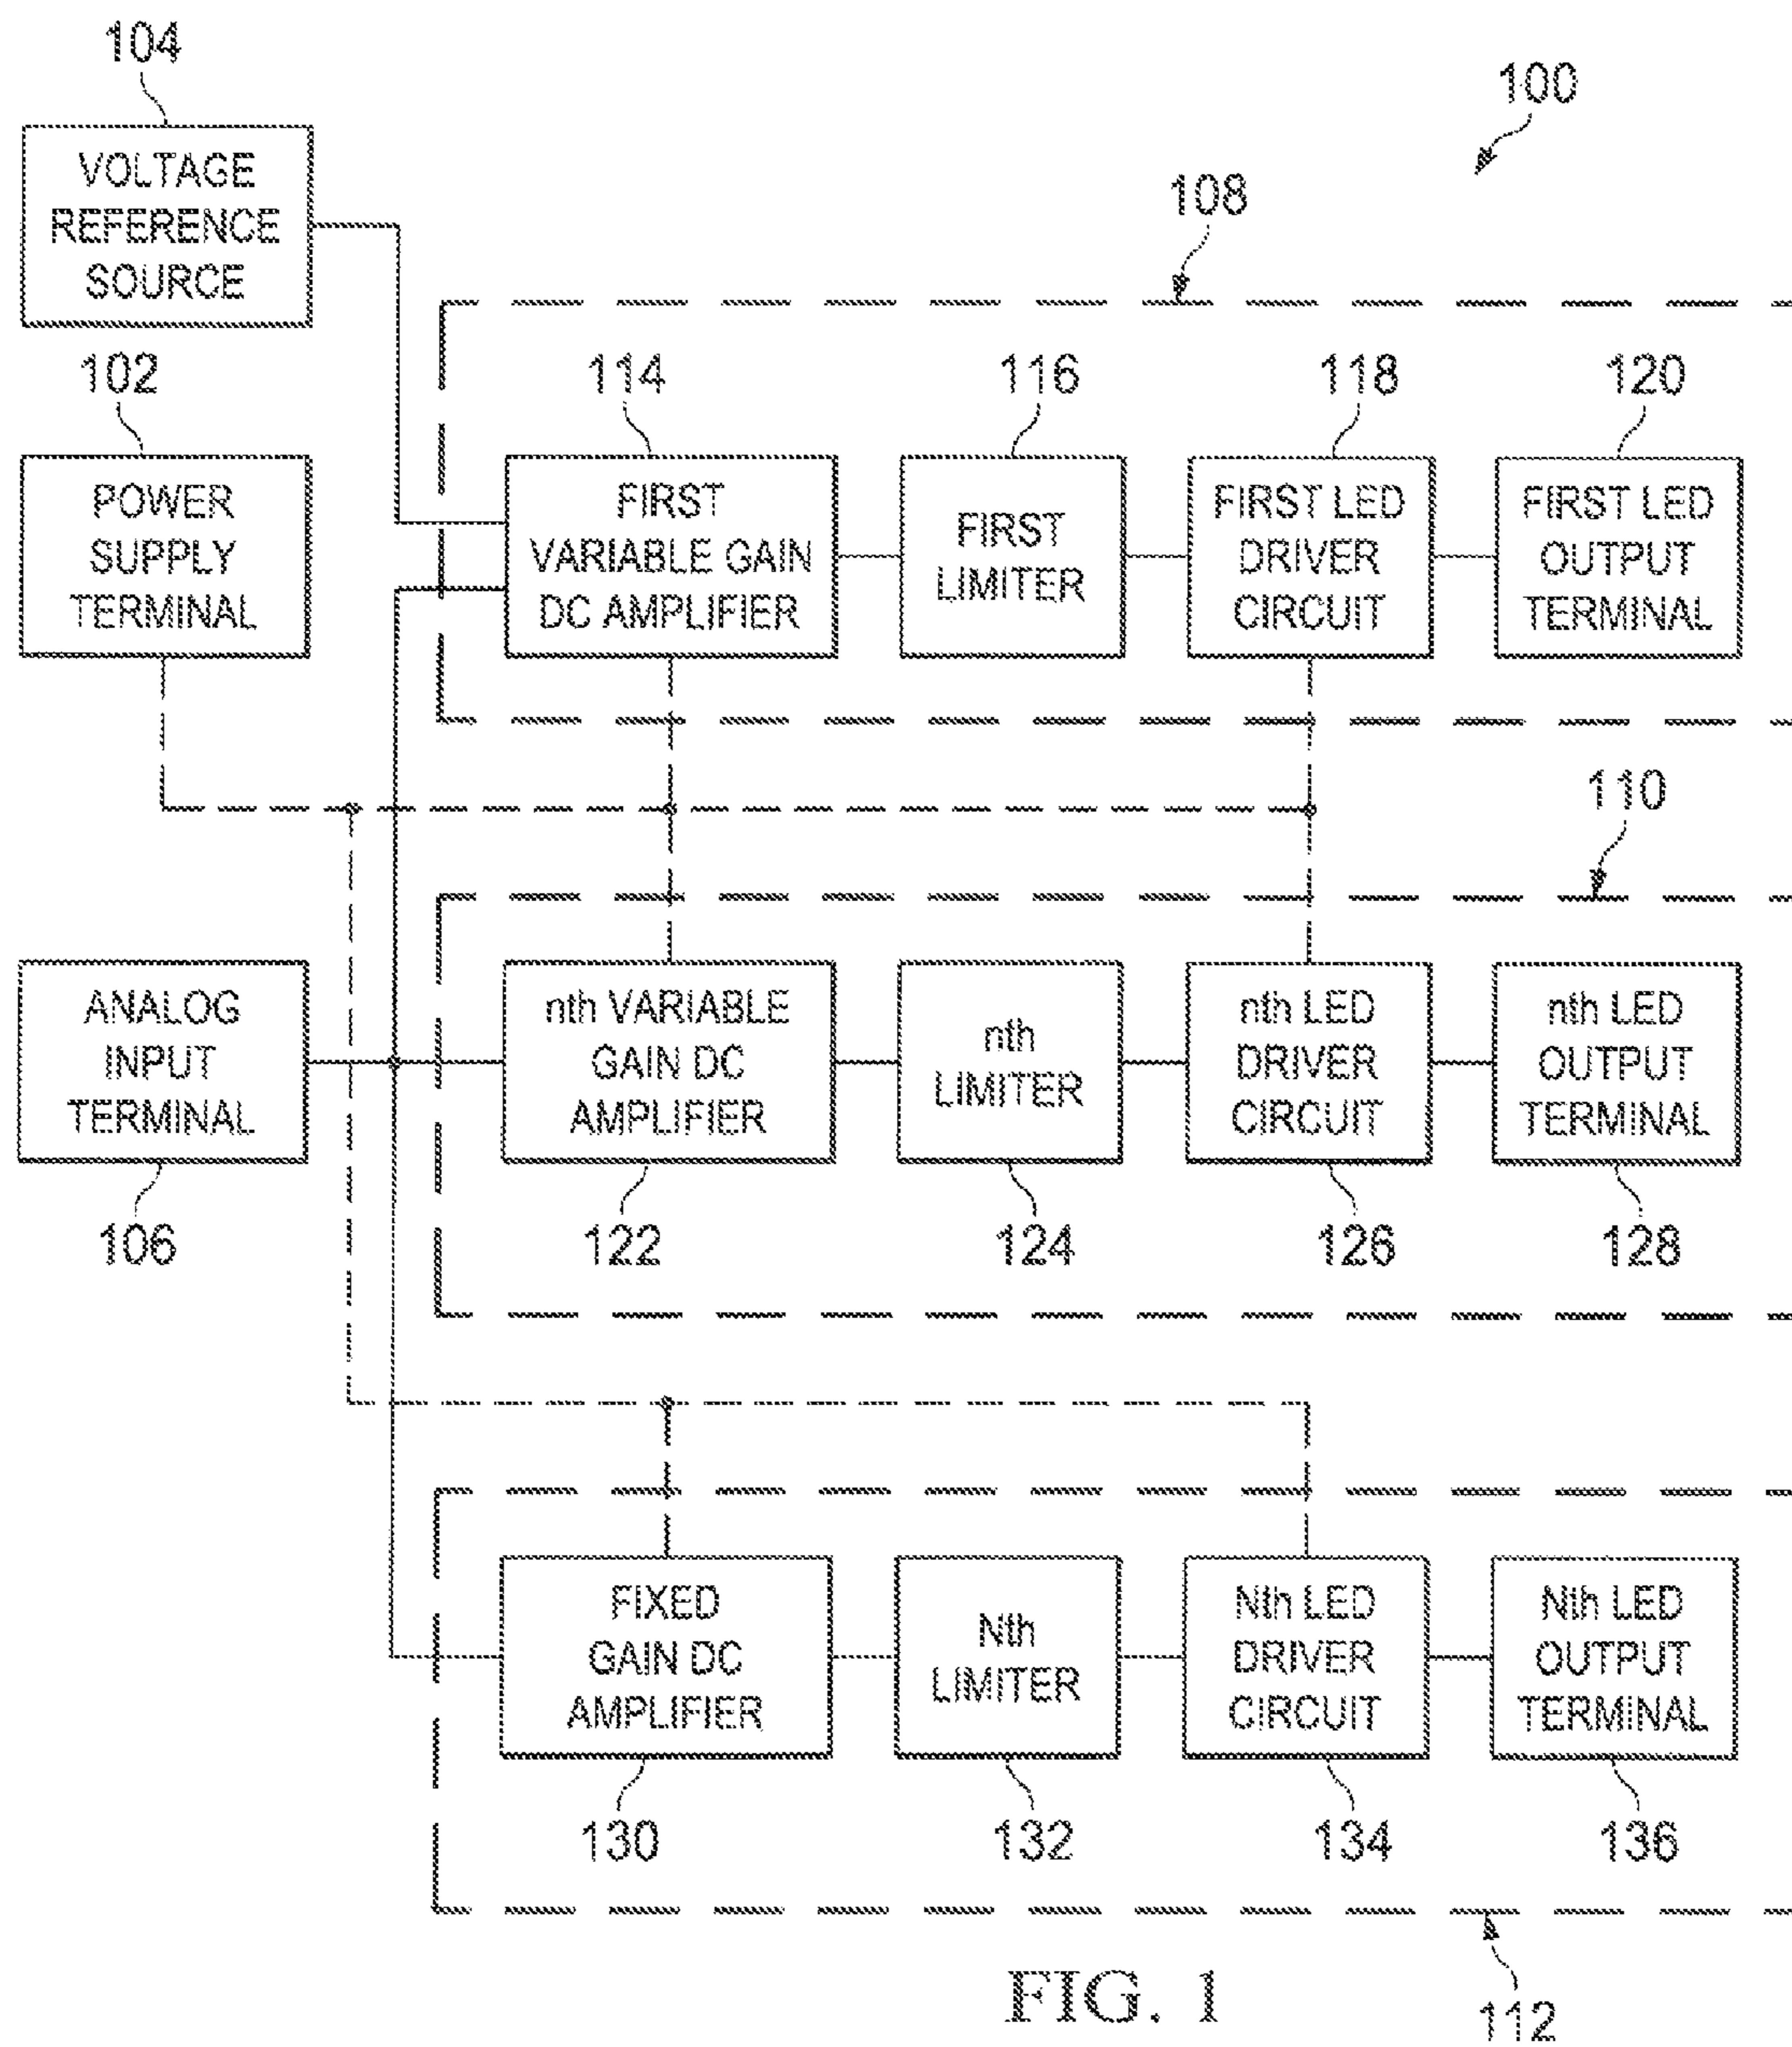 104
100
VOLTAGE
REFERENCE
SOURCE
108
102
114
116
118
120
POWER
SUPPLY
TERMINAL
FIRST
VARIABLE GAIN
DC AMPLIFIER
FIRST
LIMITER
FIRST LED
DRIVER
CIRCUIT
FIRST LED
OUTPUT
TERMINAL
110
ANALOG
INPUT
TERMINAL
nth VARIABLE
GAIN DC
AMPLIFIER
nth
LIMITER
nth LED
DRIVER
CIRCUIT
nth LED
OUTPUT
TERMINAL
106
122
124
126
128
FIXED
GAIN DC
AMPLIFIER
Nth
LIMITER
Nth LED
DRIVER
CIRCUIT
Nth LED
OUTPUT
TERMINAL
130
132
134
136
FIG. 1
112